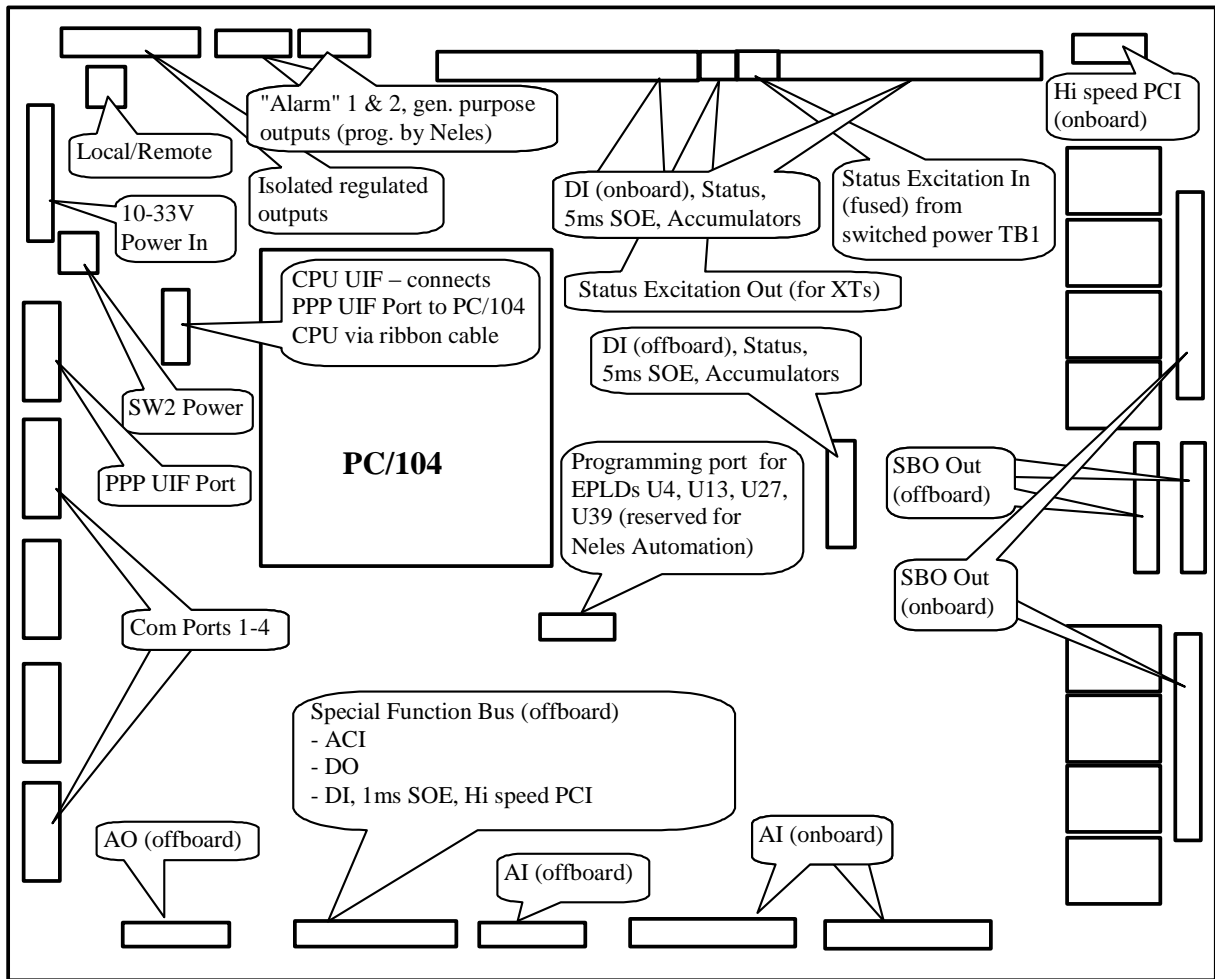 "Alarm" 1 & 2, gen. purpose
outputs (prog. by Neles)
Hi speed PCI
(onboard)
Local/Remote
Isolated regulated
outputs
DI (onboard), Status,
5ms SOE, Accumulators
Status Excitation In
(fused) from
switched power TB1
10-33V
Power In
CPU UIF – connects
PPP UIF Port to PC/104
CPU via ribbon cable
Status Excitation Out (for XTs)
DI (offboard), Status,
5ms SOE, Accumulators
SW2 Power
PC/104
PPP UIF Port
Programming port for
EPLDs U4, U13, U27,
U39 (reserved for
Neles Automation)
SBO Out
(offboard)
SBO Out
(onboard)
Com Ports 1-4
Special Function Bus (offboard)
- ACI
- DO
- DI, 1ms SOE, Hi speed PCI
AO (offboard)
AI (offboard)
AI (onboard)